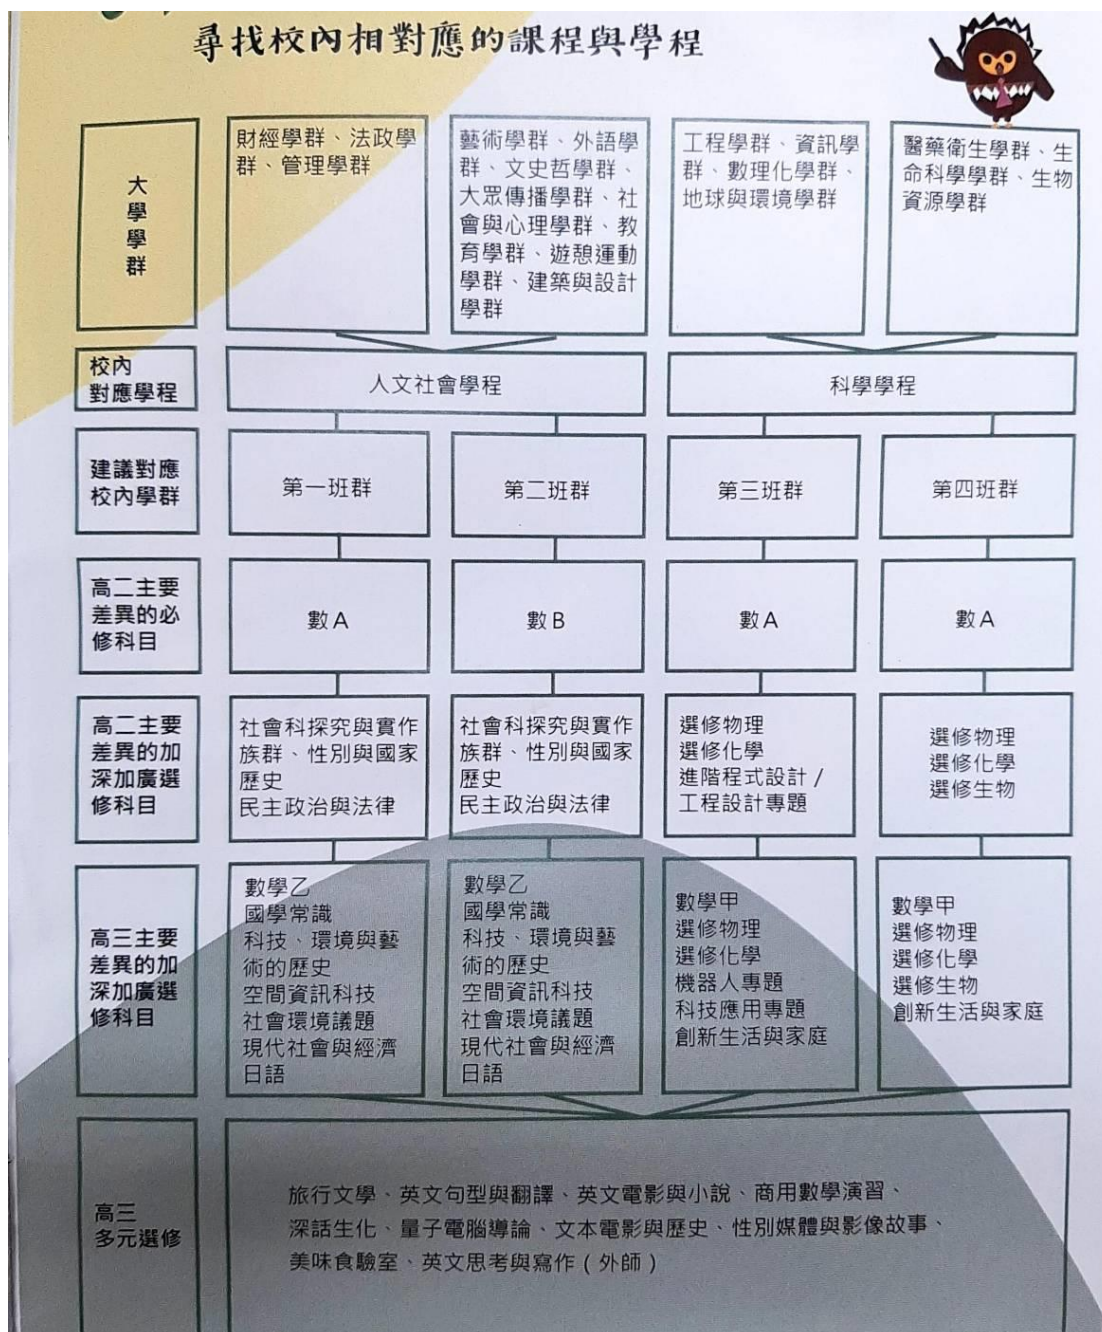 尋找校內相對應的課程與學程
大
學
學
群
財經學群、法政學
群、管理學群
藝術學群、外語學
群、文史哲學群、
大眾傳播學群、社
會與心理學群、教
育學群、遊憩運動
學群、建築與設計
學群
工程學群、資訊學
群、數理化學群、
地球與環境學群
醫藥衛生學群、生
命科學學群、生物
資源學群
校內
對應學程
人文社會學程
科學學程
建議對應
校內學群
第一班群
第二班群
第三班群
第四班群
高二主要
差異的必
修科目
數A
數B
數A
數A
高二主要
差異的加
深加廣選
修科目
社會科探究與實作
族群、性別與國家
歷史
民主政治與法律
社會科探究與實作
族群、性別與國家
歷史
民主政治與法律
選修物理
選修化學
進階程式設計/
工程設計專題
選修物理
選修化學
選修生物
高三主要
差異的加
深加廣選
修科目
數學乙
國學常識
科技、環境與藝
術的歷史
空間資訊科技
社會環境議題
現代社會與經濟
日語
數學乙
國學常識
科技、環境與藝
術的歷史
空間資訊科技
社會環境議題
現代社會與經濟
日語
數學甲
選修物理
選修化學
機器人專題
科技應用專題
創新生活與家庭
數學甲
選修物理
選修化學
選修生物
創新生活與家庭
高三
多元選修
旅行文學、英文句型與翻譯、英文電影與小說、商用數學演習、
深話生化、量子電腦導論、文本電影與歷史、性別媒體與影像故事、
美味食驗室、英文思考與寫作(外師)